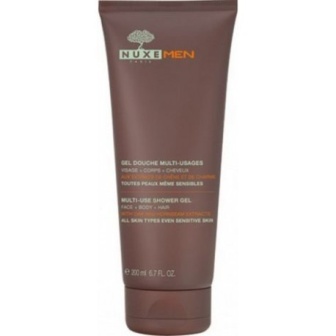 NUXE MEN
PARIS
GEL DOUCHE MULTI-USAGES
VISAGE + CORPS + CHEVEUX
TOUTES PEAUX MÊME SENSIBLES
MULTI-USE SHOWER GEL
FACE + BODY + HAIR
ALL SKIN TYPES EVEN SENSITIVE SKIN
200 ml 6.7 FL. OZ.